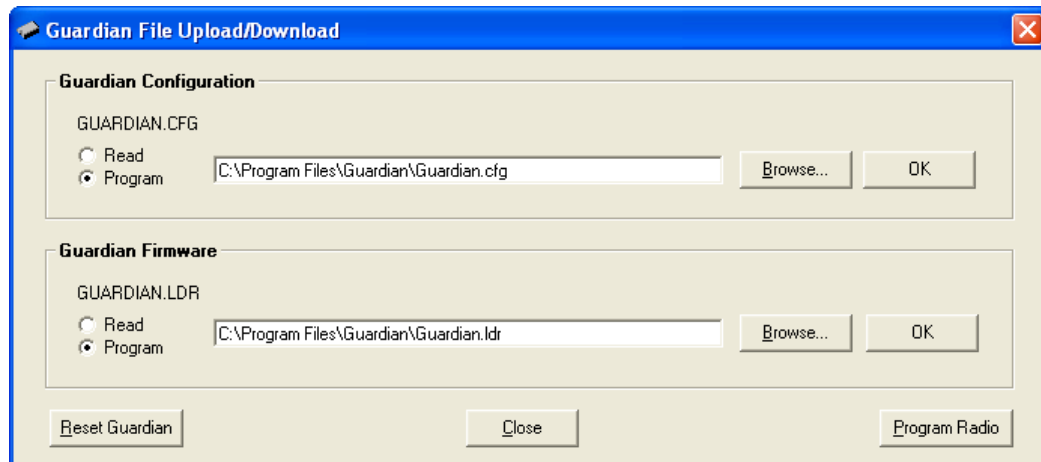 Guardian File Upload/Download
Guardian Configuration
GUARDIAN.CFG
Read
Program
C:\Program Files\Guardian\Guardian.cfg
Browse...
OK
Guardian Firmware
GUARDIAN.LDR
Read
Program
C:\Program Files\Guardian\Guardian.ldr
Browse...
OK
Reset Guardian
Close
Program Radio